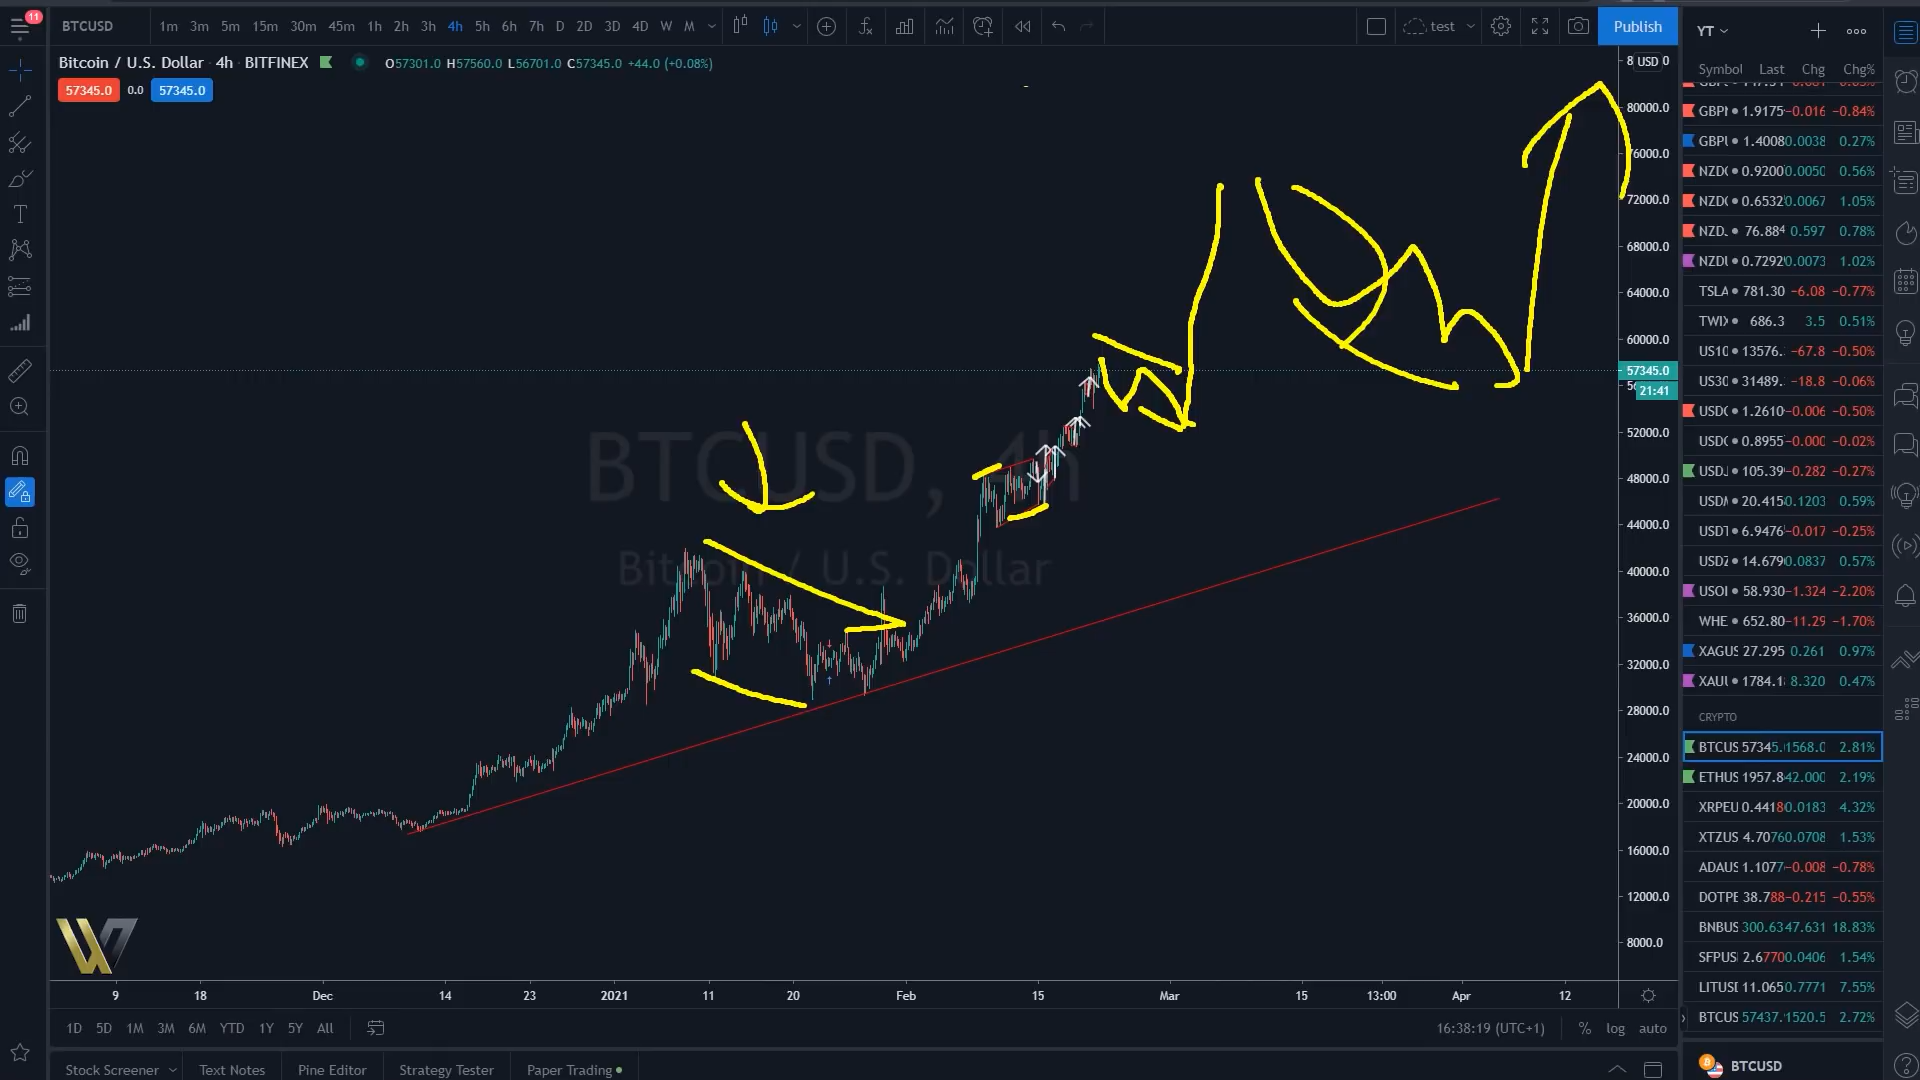 11
BTCUSD 1m 3m 5m 15m 30m 45m 1h 2h 3h 4h 5h 6h 7h D 2D 3D 4D W M test Publish
Bitcoin / U.S. Dollar · 4h · BITFINEX O57301.0 H57560.0 L56701.0 C57345.0 +44.0 (+0.08%)
57345.0 0.0 57345.0
USD
80000.0
76000.0
72000.0
68000.0
64000.0
60000.0
57345.0
21:41
52000.0
48000.0
44000.0
40000.0
36000.0
32000.0
28000.0
24000.0
20000.0
16000.0
12000.0
8000.0
BTCUSD, 4h
Bitcoin / U.S. Dollar
9 18 Dec 14 23 2021 11 20 Feb 15 Mar 15 13:00 Apr 12
1D 5D 1M 3M 6M YTD 1Y 5Y All 16:38:19 (UTC+1) % log auto
Stock Screener Text Notes Pine Editor Strategy Tester Paper Trading
YT
Symbol Last Chg Chg%
GBPI 1.9175 −0.016 −0.84%
1.4008 0.0038 0.27%
0.9200 0.0050 0.56%
0.6532 0.0067 1.05%
76.88 0.597 0.78%
0.7292 0.0073 1.02%
TSLA 781.30 −6.08 −0.77%
TWIX 686.3 3.5 0.51%
US10 13576. −67.8 −0.50%
US30 31489. −18.8 −0.06%
1.2610 −0.006 −0.50%
0.8955 −0.000 −0.02%
USDJ 105.39 −0.282 −0.27%
20.415 0.1203 0.59%
6.9476 −0.017 −0.25%
USDZ 14.679 0.0837 0.57%
USOI 58.930 −1.324 −2.20%
WHE 652.80 −11.29 −1.70%
XAGUS 27.295 0.261 0.97%
1784.1 8.320 0.47%
CRYPTO
BTCUS 57345. 1568.0 2.81%
ETHUS 1957.8 42.000 2.19%
XRPEU 0.4418 0.0183 4.32%
XTZUS 4.7076 0.0708 1.53%
ADAUS 1.1077 −0.008 −0.78%
DOTPE 38.788 −0.215 −0.55%
BNBUS 300.63 47.631 18.83%
SFPUS 2.6770 0.0406 1.54%
LITUSI 11.065 0.7771 7.55%
BTCUS 57437. 1520.5 2.72%
BTCUSD